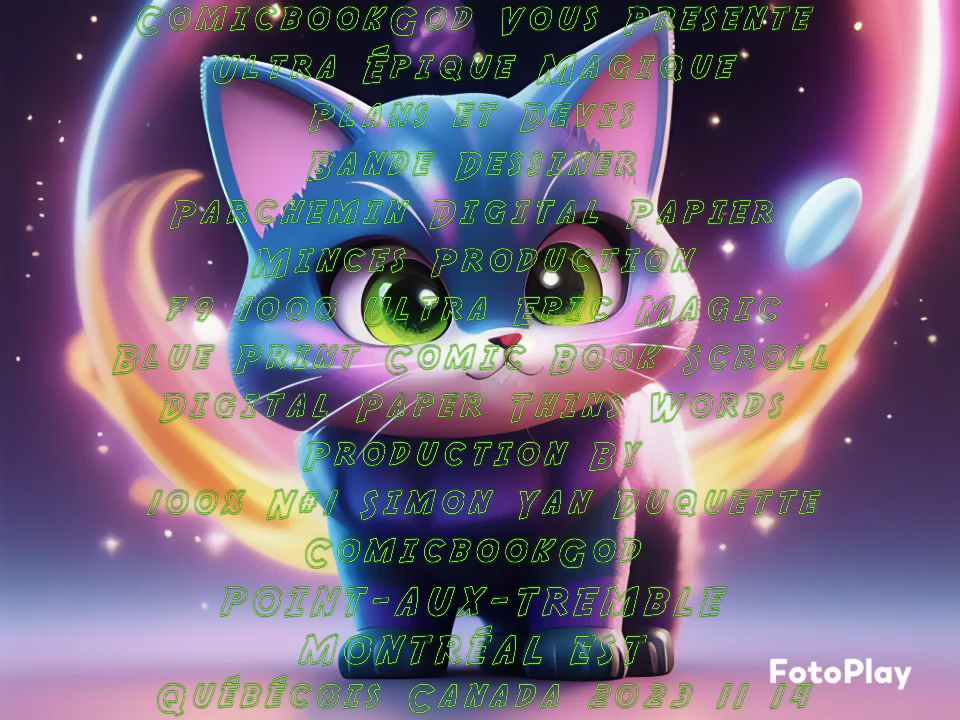 ComicbookGod Vous Presente
Ultra Épique Magique
Plans et Devis
Bande Dessiner
Parchemin Digital Papier
Minces Production
79 1000 Ultra Epic Magic
Blue Print Comic Book Scroll
Digital Paper Thins Words
Production By
100% N#1 Simon Yan Duquette
ComicbookGod
Point-aux-Tremble
Montréal Est
Québécois Canada 2023 11 14
FotoPlay